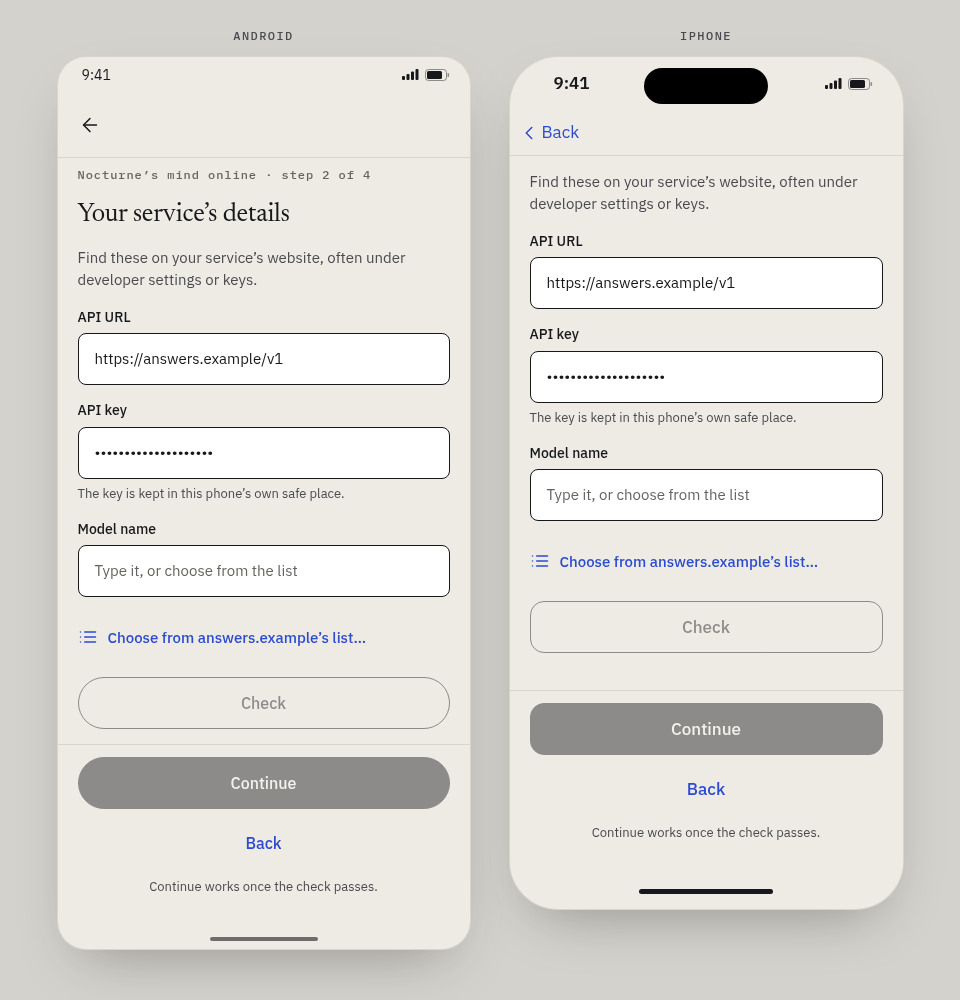 ANDROID
9:41
Nocturne’s mind online · step 2 of 4
Your service’s details
Find these on your service’s website, often under
developer settings or keys.
API URL
https://answers.example/v1
API key
••••••••••••••••••••
The key is kept in this phone’s own safe place.
Model name
Type it, or choose from the list
Choose from answers.example’s list…
Check
Continue
Back
Continue works once the check passes.
IPHONE
9:41
Back
Find these on your service’s website, often under
developer settings or keys.
API URL
https://answers.example/v1
API key
••••••••••••••••••••
The key is kept in this phone’s own safe place.
Model name
Type it, or choose from the list
Choose from answers.example’s list…
Check
Continue
Back
Continue works once the check passes.